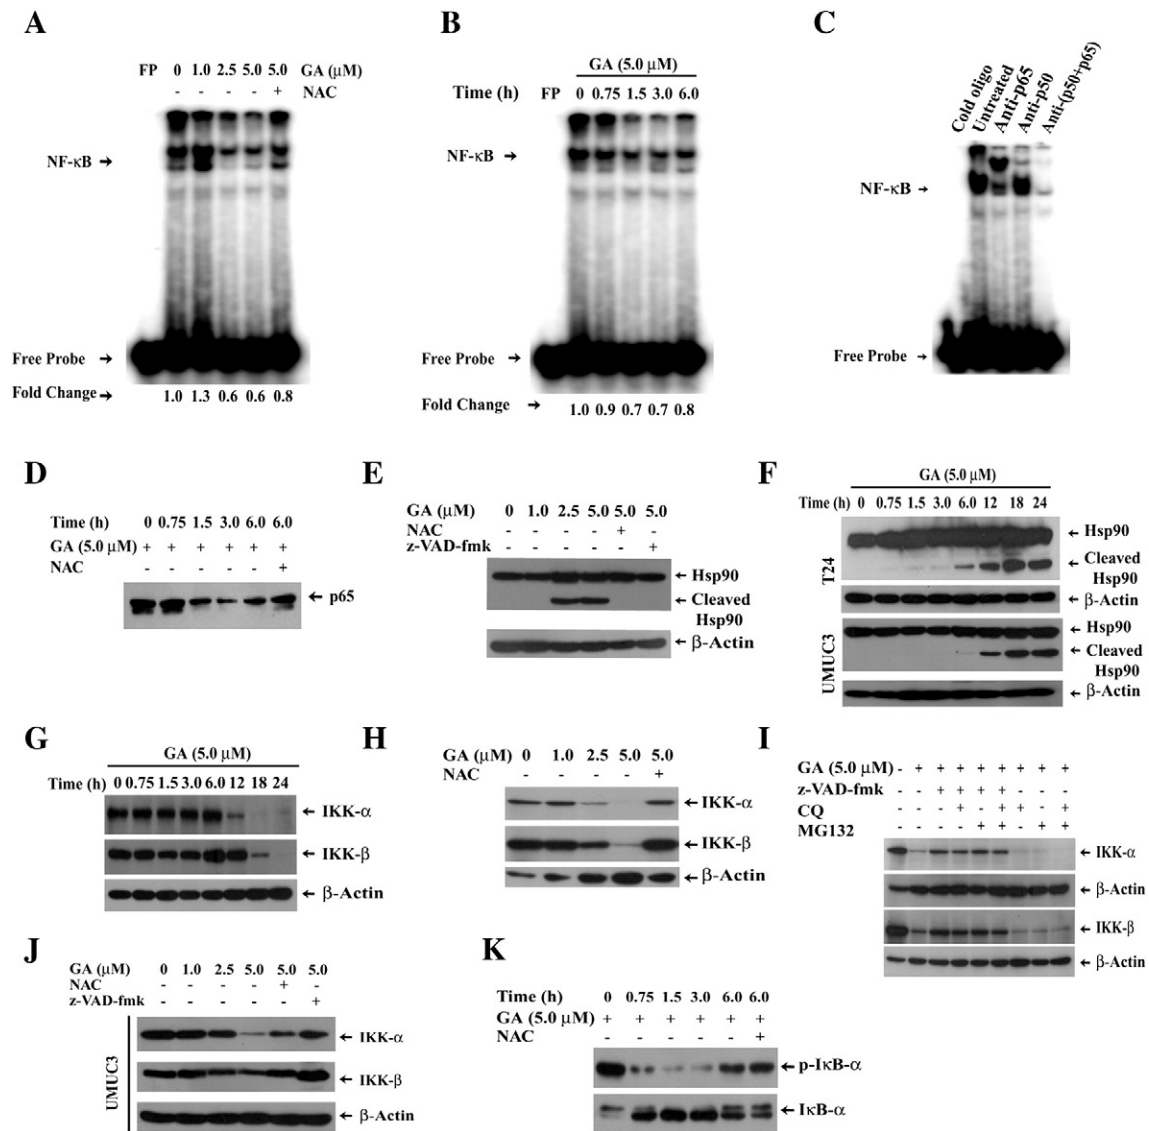 A
FP 0 1.0 2.5 5.0 5.0 GA (μM)
- - - - + NAC
NF-κB →
Free Probe →
Fold Change → 1.0 1.3 0.6 0.6 0.8
B
GA (5.0 μM)
Time (h) FP 0 0.75 1.5 3.0 6.0
NF-κB →
Free Probe →
Fold Change → 1.0 0.9 0.7 0.7 0.8
C
Cold oligo
Untreated
Anti-p65
Anti-p50
Anti-(p50+p65)
NF-κB →
Free Probe →
D
Time (h) 0 0.75 1.5 3.0 6.0 6.0
GA (5.0 μM) + + + + + +
NAC - - - - - +
← p65
E
GA (μM) 0 1.0 2.5 5.0 5.0 5.0
NAC - - - - + -
z-VAD-fmk - - - - - +
← Hsp90
← Cleaved
Hsp90
← β-Actin
F
GA (5.0 μM)
Time (h) 0 0.75 1.5 3.0 6.0 12 18 24
T24
← Hsp90
← Cleaved
Hsp90
← β-Actin
UMUC3
← Hsp90
← Cleaved
Hsp90
← β-Actin
G
GA (5.0 μM)
Time (h) 0 0.75 1.5 3.0 6.0 12 18 24
← IKK-α
← IKK-β
← β-Actin
H
GA (μM) 0 1.0 2.5 5.0 5.0
NAC - - - - +
← IKK-α
← IKK-β
← β-Actin
I
GA (5.0 μM) - + + + + + + + +
z-VAD-fmk - - + + + + - - -
CQ - - - + - + + - +
MG132 - - - - + + - + +
← IKK-α
← β-Actin
← IKK-β
← β-Actin
J
GA (μM) 0 1.0 2.5 5.0 5.0 5.0
NAC - - - - + -
z-VAD-fmk - - - - - +
UMUC3
← IKK-α
← IKK-β
← β-Actin
K
Time (h) 0 0.75 1.5 3.0 6.0 6.0
GA (5.0 μM) + + + + + +
NAC - - - - - +
← p-IκB-α
← IκB-α